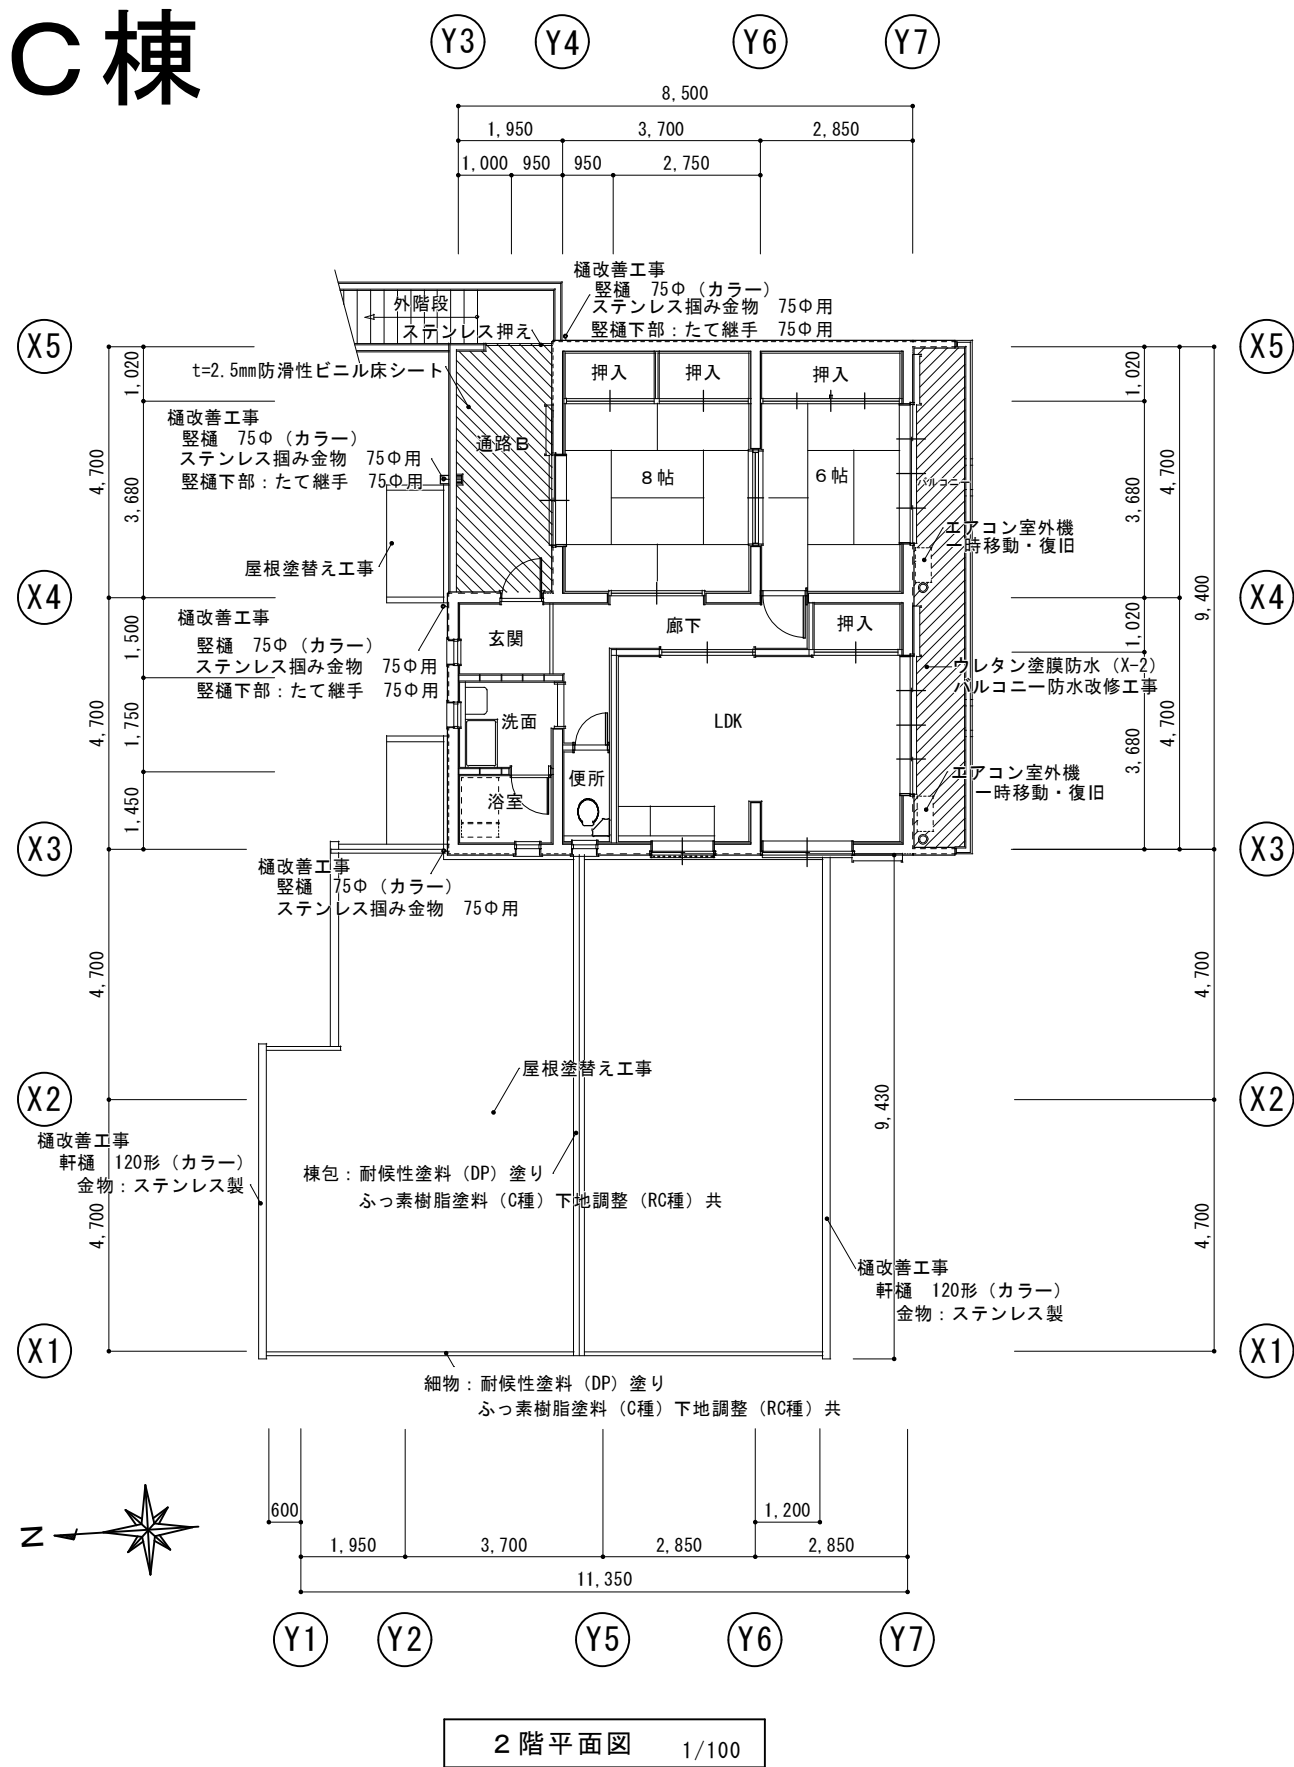 C棟
Y3 Y4 Y6 Y7
8,500
1,950 3,700 2,850
1,000 950 950 2,750
樋改善工事
竪樋 75Φ（カラー）
ステンレス掴み金物 75Φ用
竪樋下部：たて継手 75Φ用
外階段
ステンレス押え
X5 X5
t=2.5mm防滑性ビニル床シート
1,020
3,680
4,700
押入 押入 押入
1,020
3,680
4,700
9,400
樋改善工事
竪樋 75Φ（カラー）
ステンレス掴み金物 75Φ用
竪樋下部：たて継手 75Φ用
通路B
8帖
6帖
バルコニー
エアコン室外機
一時移動・復旧
屋根塗替え工事
X4 X4
樋改善工事
竪樋 75Φ（カラー）
ステンレス掴み金物 75Φ用
竪樋下部：たて継手 75Φ用
1,500
1,750
1,450
4,700
玄関
廊下
押入
1,020
3,680
4,700
ウレタン塗膜防水（X-2）
バルコニー防水改修工事
洗面
LDK
便所
浴室
エアコン室外機
一時移動・復旧
X3 X3
樋改善工事
竪樋 75Φ（カラー）
ステンレス掴み金物 75Φ用
4,700 4,700
屋根塗替え工事
9,430
X2 X2
樋改善工事
軒樋 120形（カラー）
金物：ステンレス製
棟包：耐候性塗料（DP）塗り
ふっ素樹脂塗料（C種）下地調整（RC種）共
4,700 4,700
樋改善工事
軒樋 120形（カラー）
金物：ステンレス製
X1 X1
細物：耐候性塗料（DP）塗り
ふっ素樹脂塗料（C種）下地調整（RC種）共
N
600 1,200
1,950 3,700 2,850 2,850
11,350
Y1 Y2 Y5 Y6 Y7
2階平面図 1/100